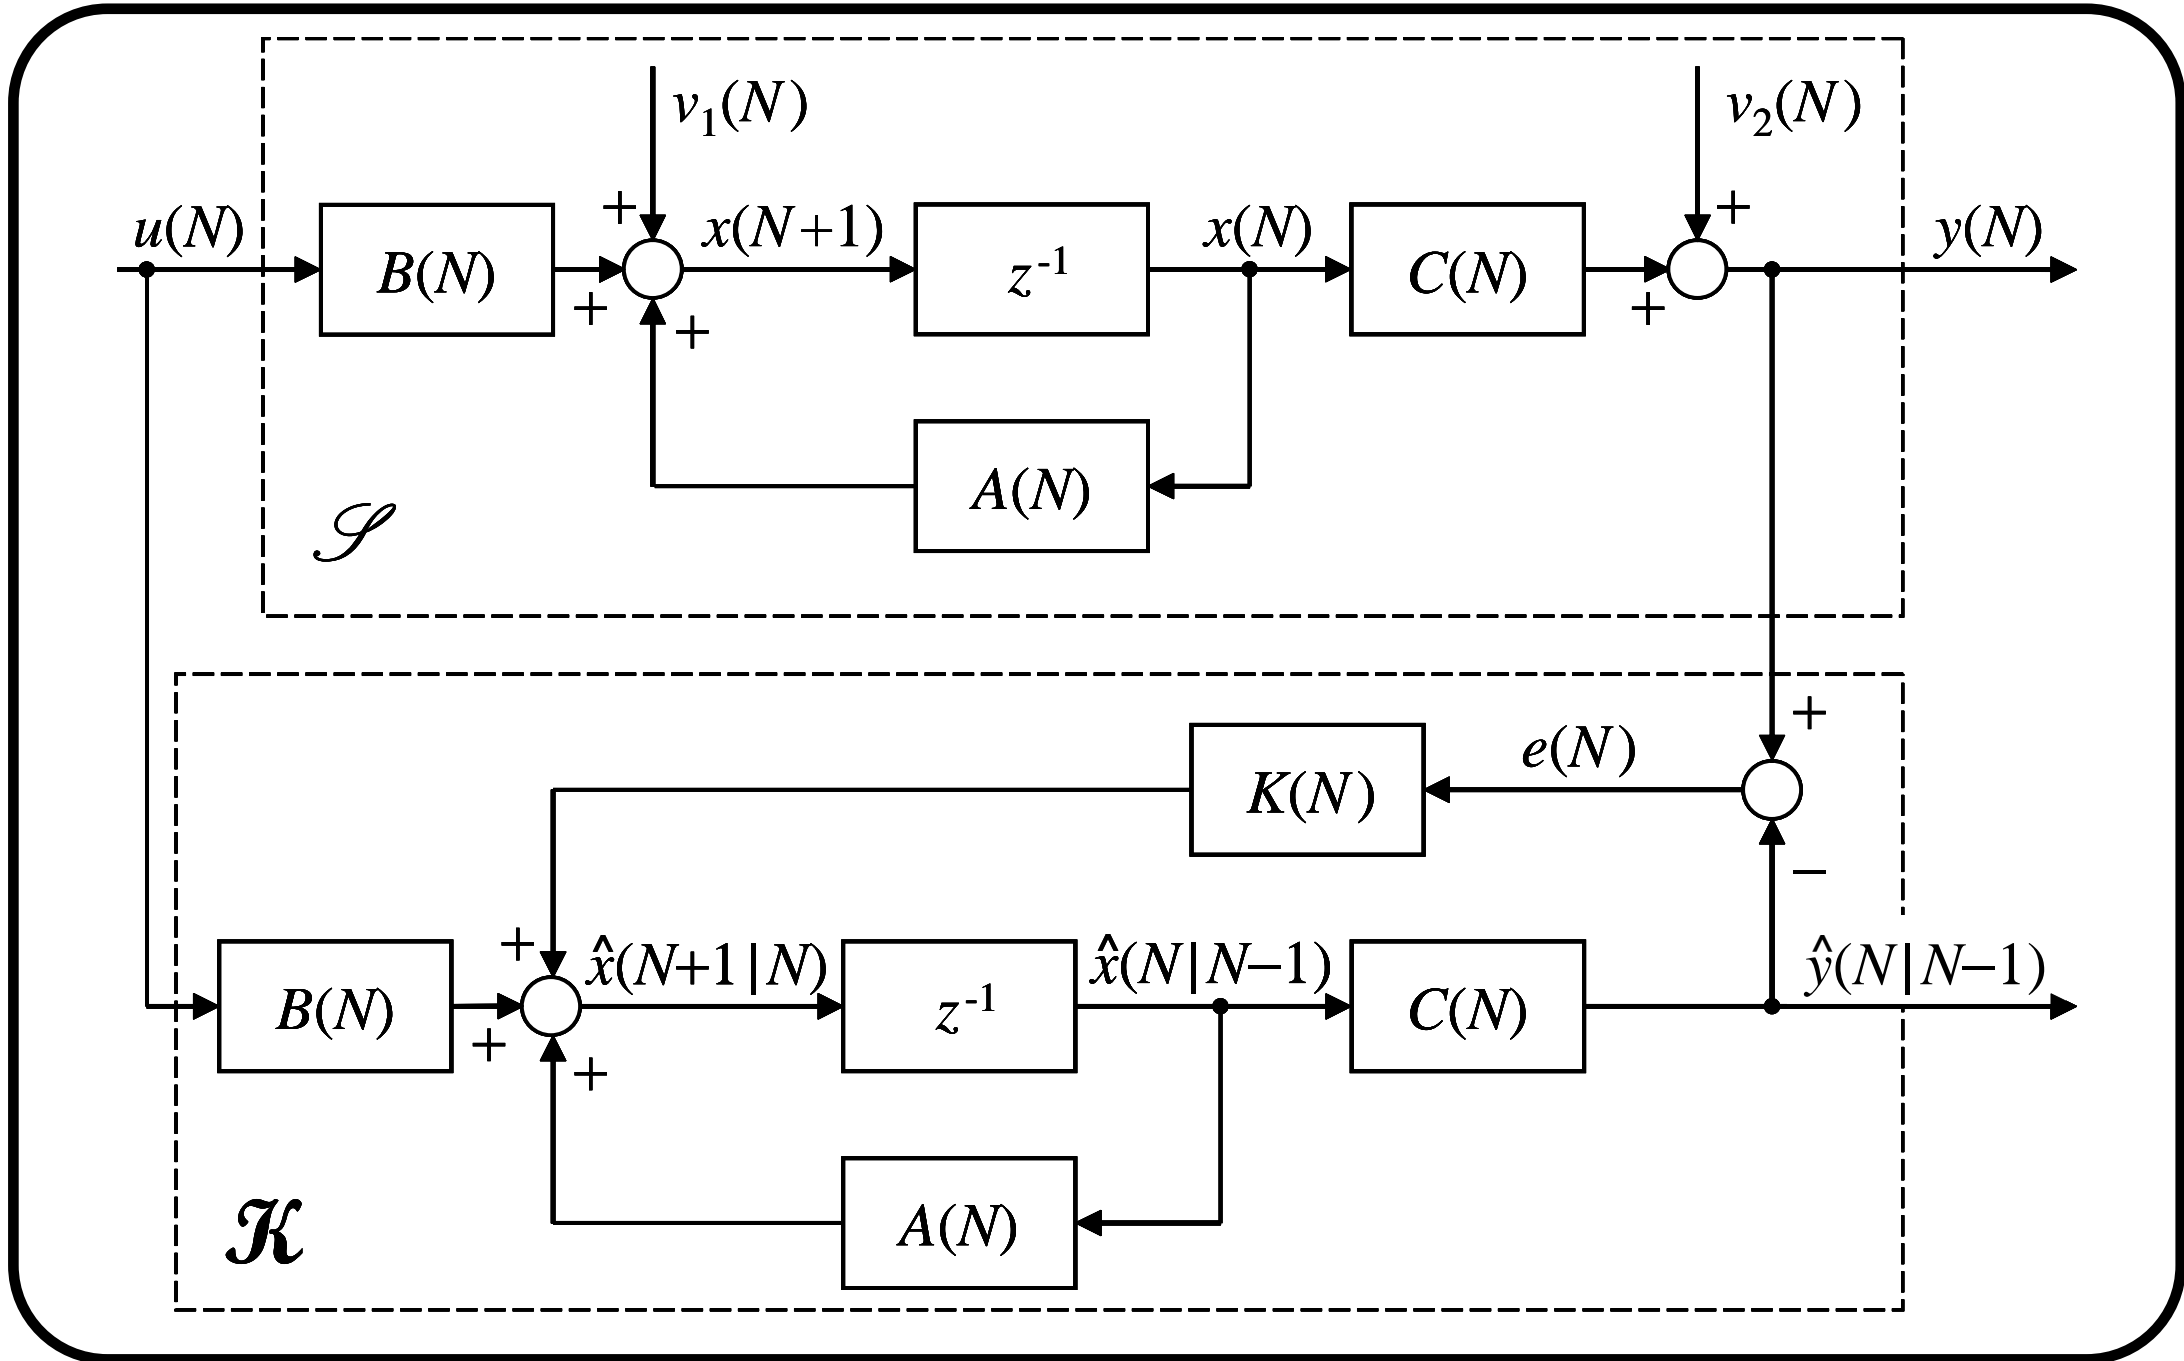 v₁(N) v₂(N)
+ +
u(N) x(N+1) x(N) y(N)
B(N) z⁻¹ C(N)
+ + +
A(N)
𝒮
+
e(N)
K(N)
−
+ x̂(N+1|N) x̂(N|N−1) ŷ(N|N−1)
B(N) z⁻¹ C(N)
+ +
A(N)
𝓚